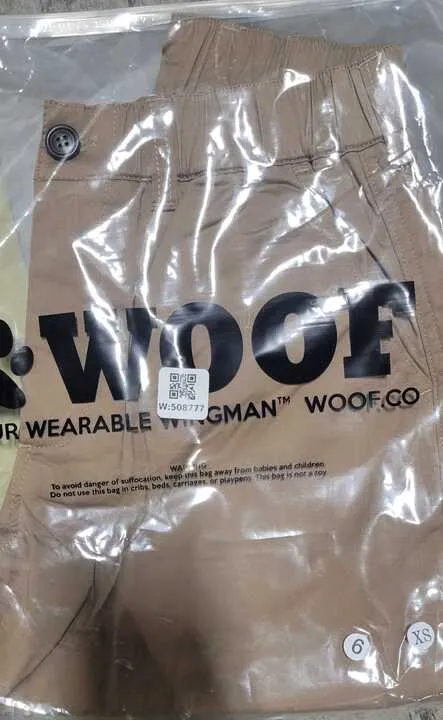 WOOF
W:508777
UR WEARABLE WINGMAN™ WOOF.CO
WARNING
To avoid danger of suffocation, keep this bag away from babies and children.
Do not use this bag in cribs, beds, carriages, or playpens. This bag is not a toy.
6
XS